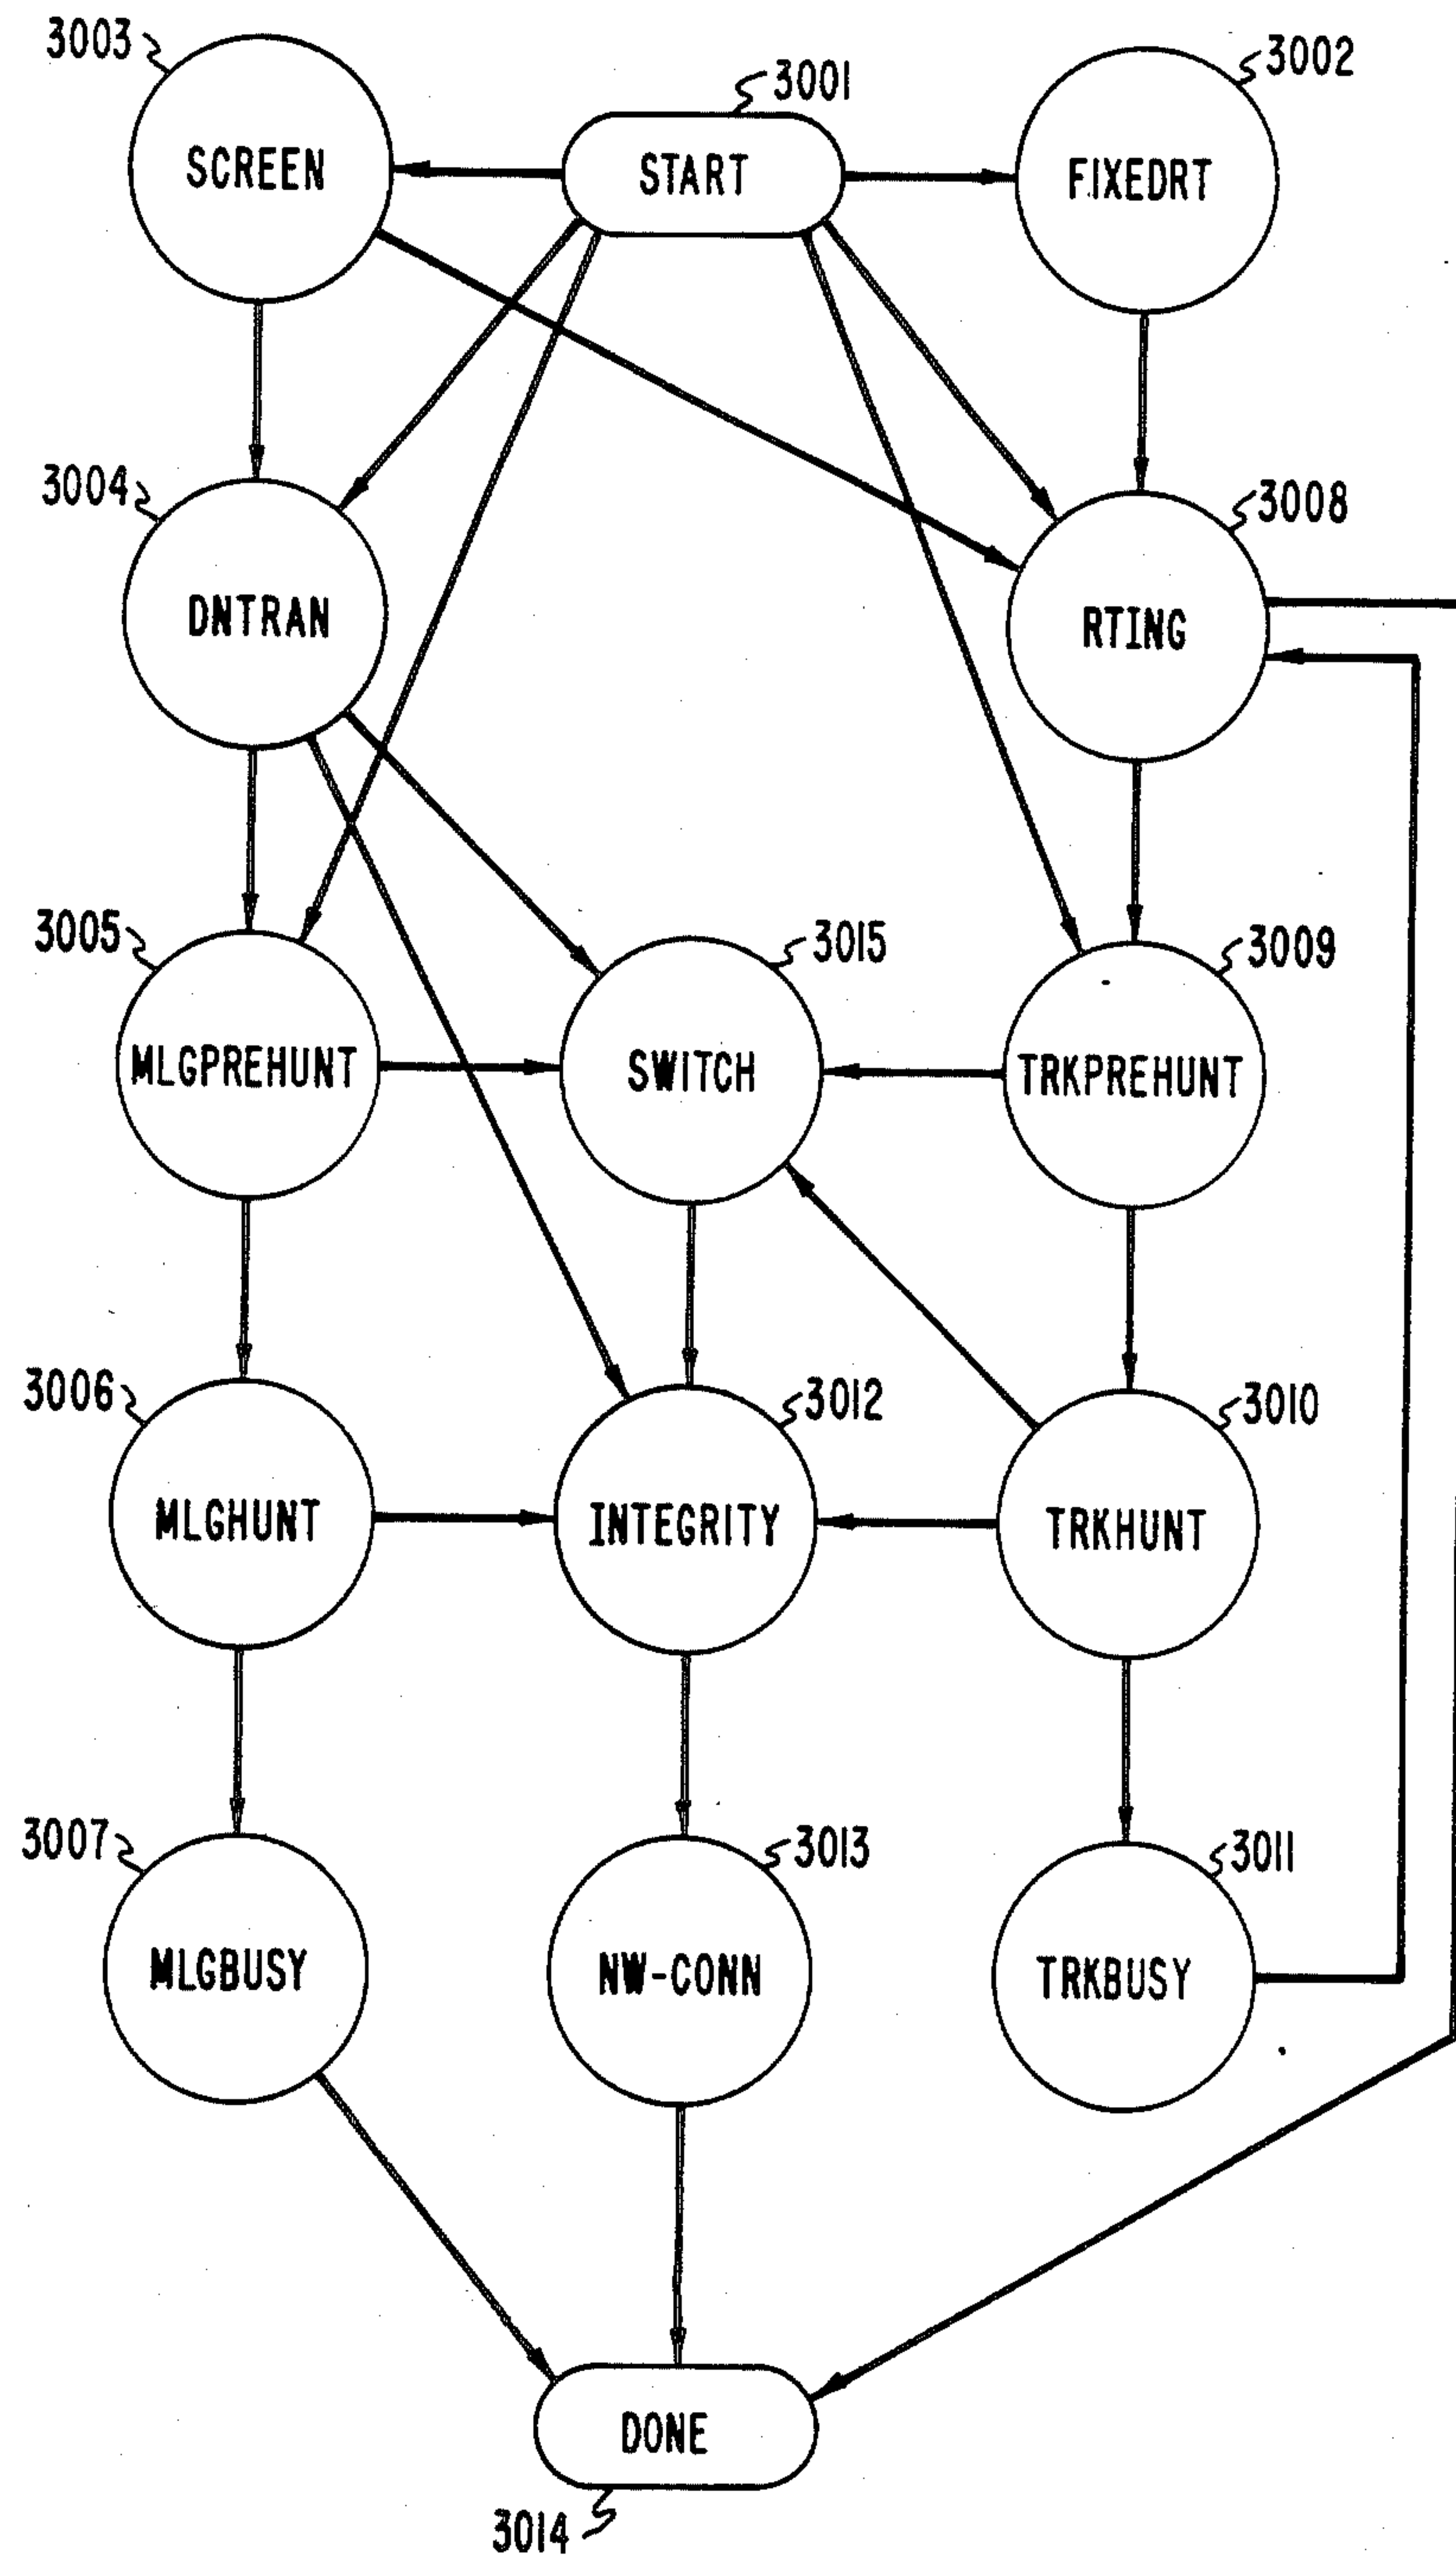 3003
3001
3002
SCREEN
START
FIXEDRT
3004
3008
DNTRAN
RTING
3005
3015
3009
MLGPREHUNT
SWITCH
TRKPREHUNT
3006
3012
3010
MLGHUNT
INTEGRITY
TRKHUNT
3007
3013
3011
MLGBUSY
NW-CONN
TRKBUSY
DONE
3014